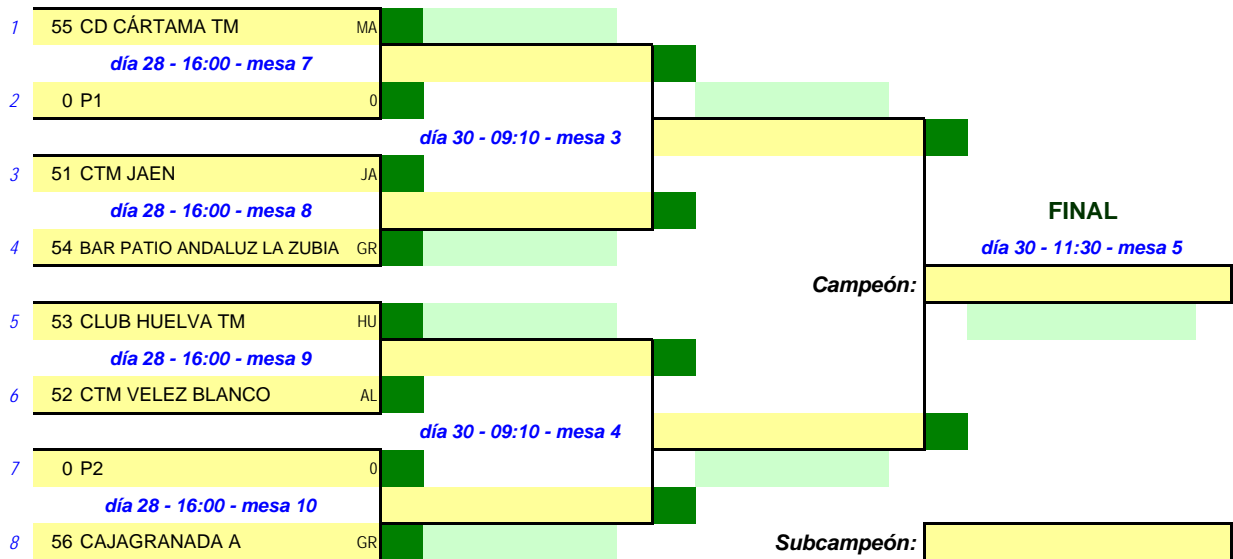 1 55 CD CÁRTAMA TM MA
día 28 - 16:00 - mesa 7
2 0 P1 0
día 30 - 09:10 - mesa 3
3 51 CTM JAEN JA
día 28 - 16:00 - mesa 8
FINAL
4 54 BAR PATIO ANDALUZ LA ZUBIA GR
día 30 - 11:30 - mesa 5
Campeón:
5 53 CLUB HUELVA TM HU
día 28 - 16:00 - mesa 9
6 52 CTM VELEZ BLANCO AL
día 30 - 09:10 - mesa 4
7 0 P2 0
día 28 - 16:00 - mesa 10
8 56 CAJAGRANADA A GR
Subcampeón: